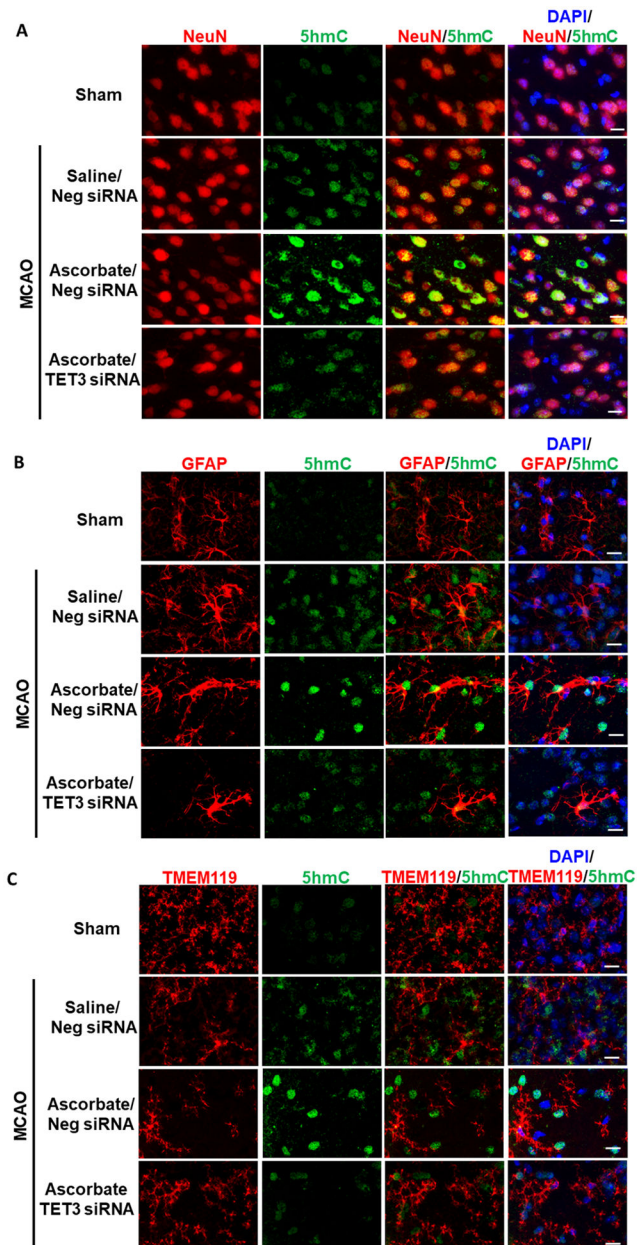 A
NeuN 5hmC NeuN/5hmC DAPI/
NeuN/5hmC
Sham
MCAO
Saline/
Neg siRNA
Ascorbate/
Neg siRNA
Ascorbate/
TET3 siRNA
B
GFAP 5hmC GFAP/5hmC DAPI/
GFAP/5hmC
Sham
MCAO
Saline/
Neg siRNA
Ascorbate/
Neg siRNA
Ascorbate/
TET3 siRNA
C
TMEM119 5hmC TMEM119/5hmC DAPI/
TMEM119/5hmC
Sham
MCAO
Saline/
Neg siRNA
Ascorbate/
Neg siRNA
Ascorbate
TET3 siRNA